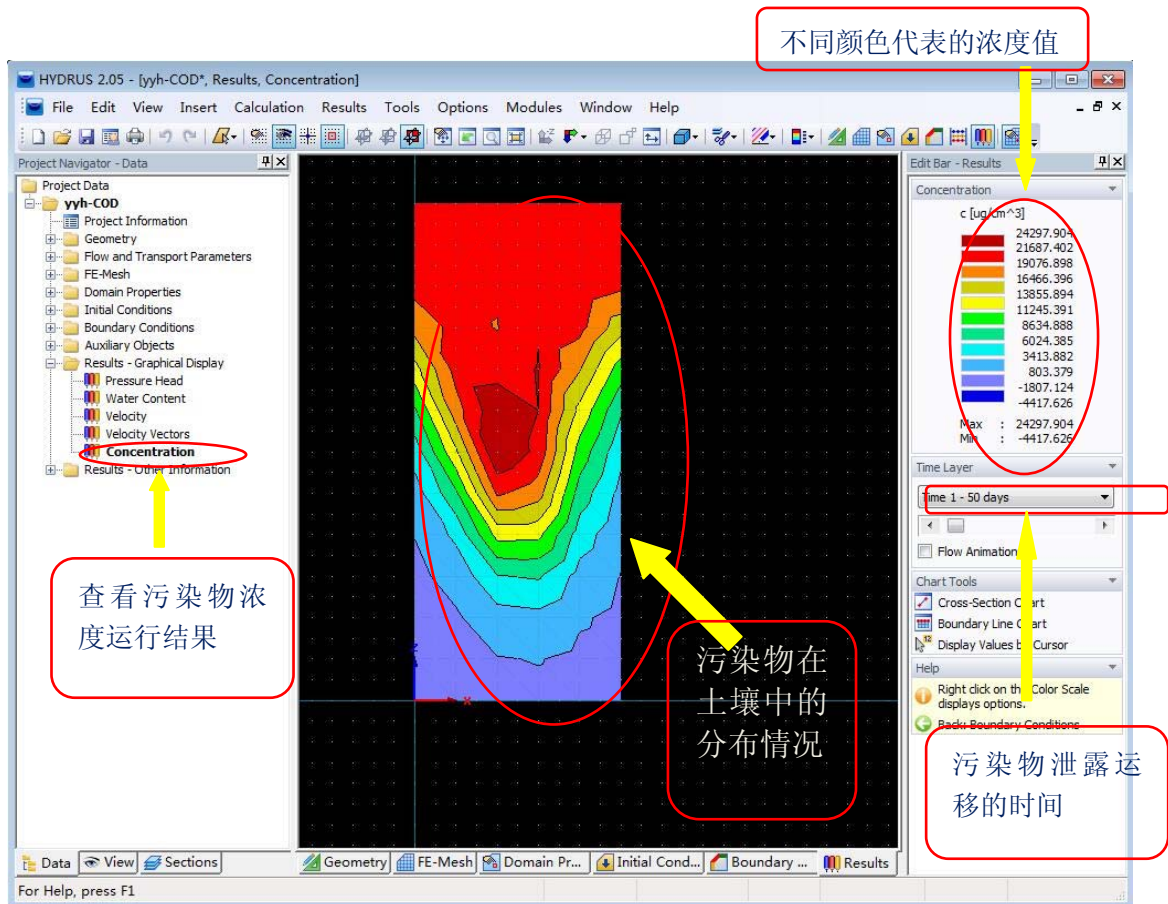 不同颜色代表的浓度值
HYDRUS 2.05 - [yyh-COD*, Results, Concentration]
File Edit View Insert Calculation Results Tools Options Modules Window Help
Project Navigator - Data
Project Data
yyh-COD
Project Information
Geometry
Flow and Transport Parameters
FE-Mesh
Domain Properties
Initial Conditions
Boundary Conditions
Auxiliary Objects
Results - Graphical Display
Pressure Head
Water Content
Velocity
Velocity Vectors
Concentration
Results - Other Information
查看污染物浓
度运行结果
Z
x
污染物在
土壤中的
分布情况
Edit Bar - Results
Concentration
c [ug/cm^3]
24297.904
21687.402
19076.898
16466.396
13855.894
11245.391
8634.888
6024.385
3413.882
803.379
-1807.124
-4417.626
Max : 24297.904
Min : -4417.626
Time Layer
Time 1 - 50 days
Flow Animation
Chart Tools
Cross-Section Chart
Boundary Line Chart
12
Display Values by Cursor
Help
Right click on the Color Scale
displays options.
Back: Boundary Conditions
污染物泄露运
移的时间
Data View Sections
Geometry FE-Mesh Domain Pr... Initial Cond... Boundary ... Results
For Help, press F1